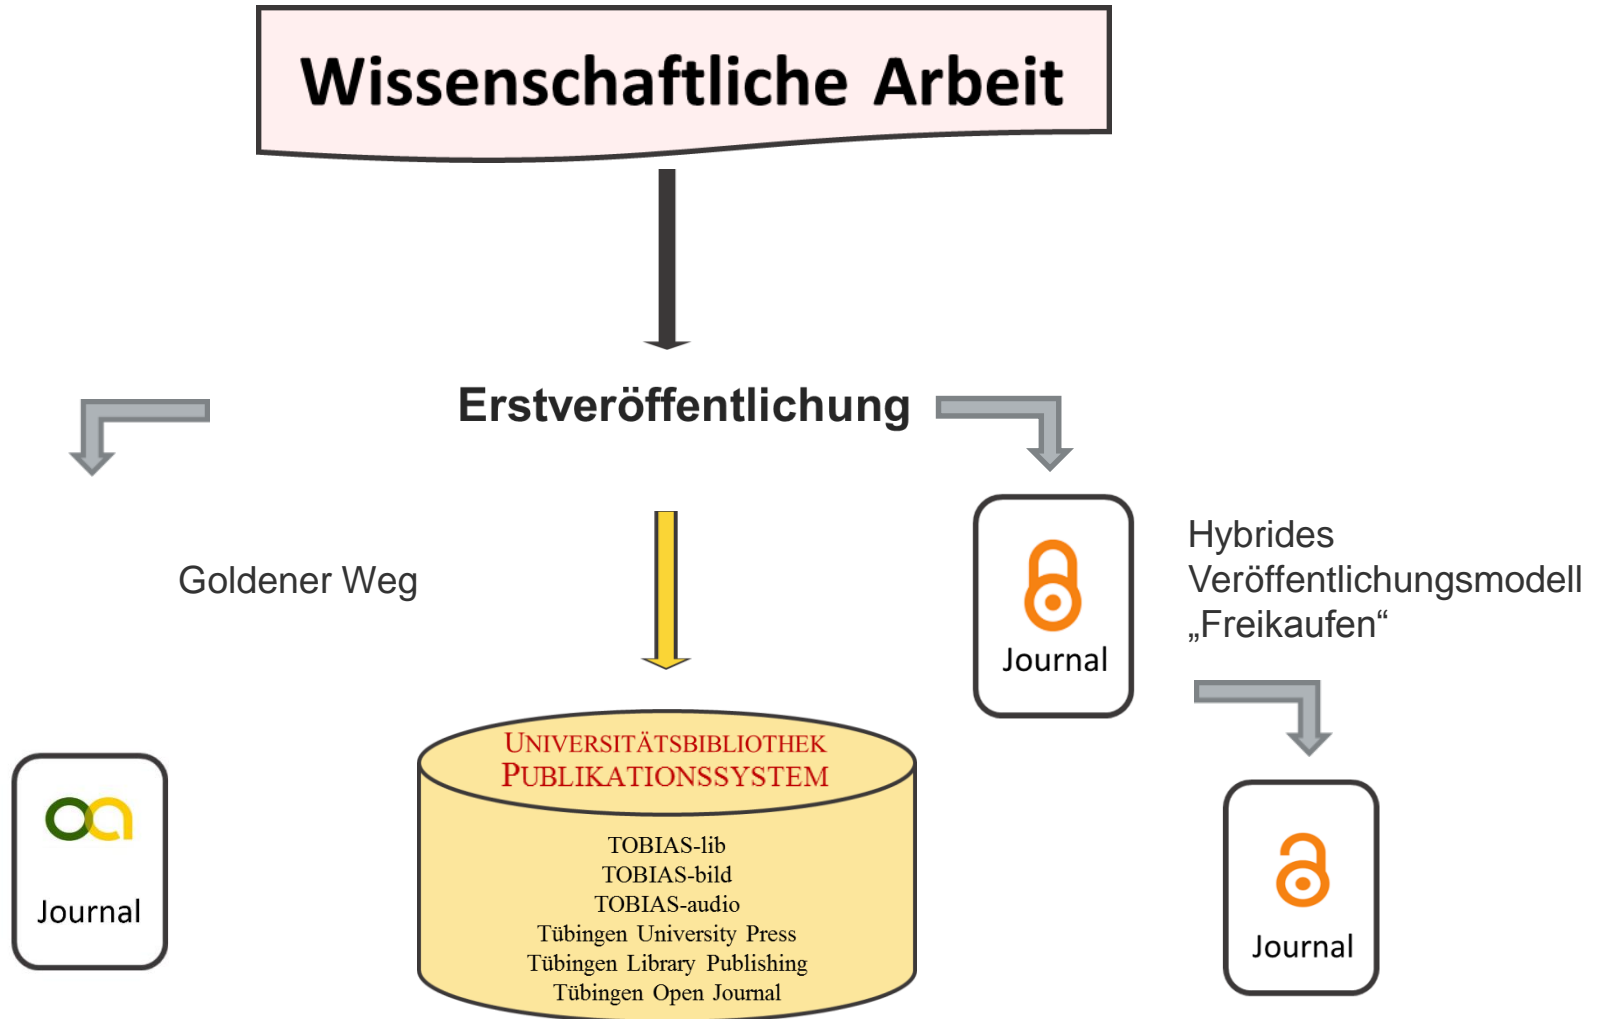 Wissenschaftliche Arbeit
Erstveröffentlichung
Goldener Weg
Journal
UNIVERSITÄTSBIBLIOTHEK
PUBLIKATIONSSYSTEM
TOBIAS-lib
TOBIAS-bild
TOBIAS-audio
Tübingen University Press
Tübingen Library Publishing
Tübingen Open Journal
Journal
Hybrides
Veröffentlichungsmodell
„Freikaufen“
Journal